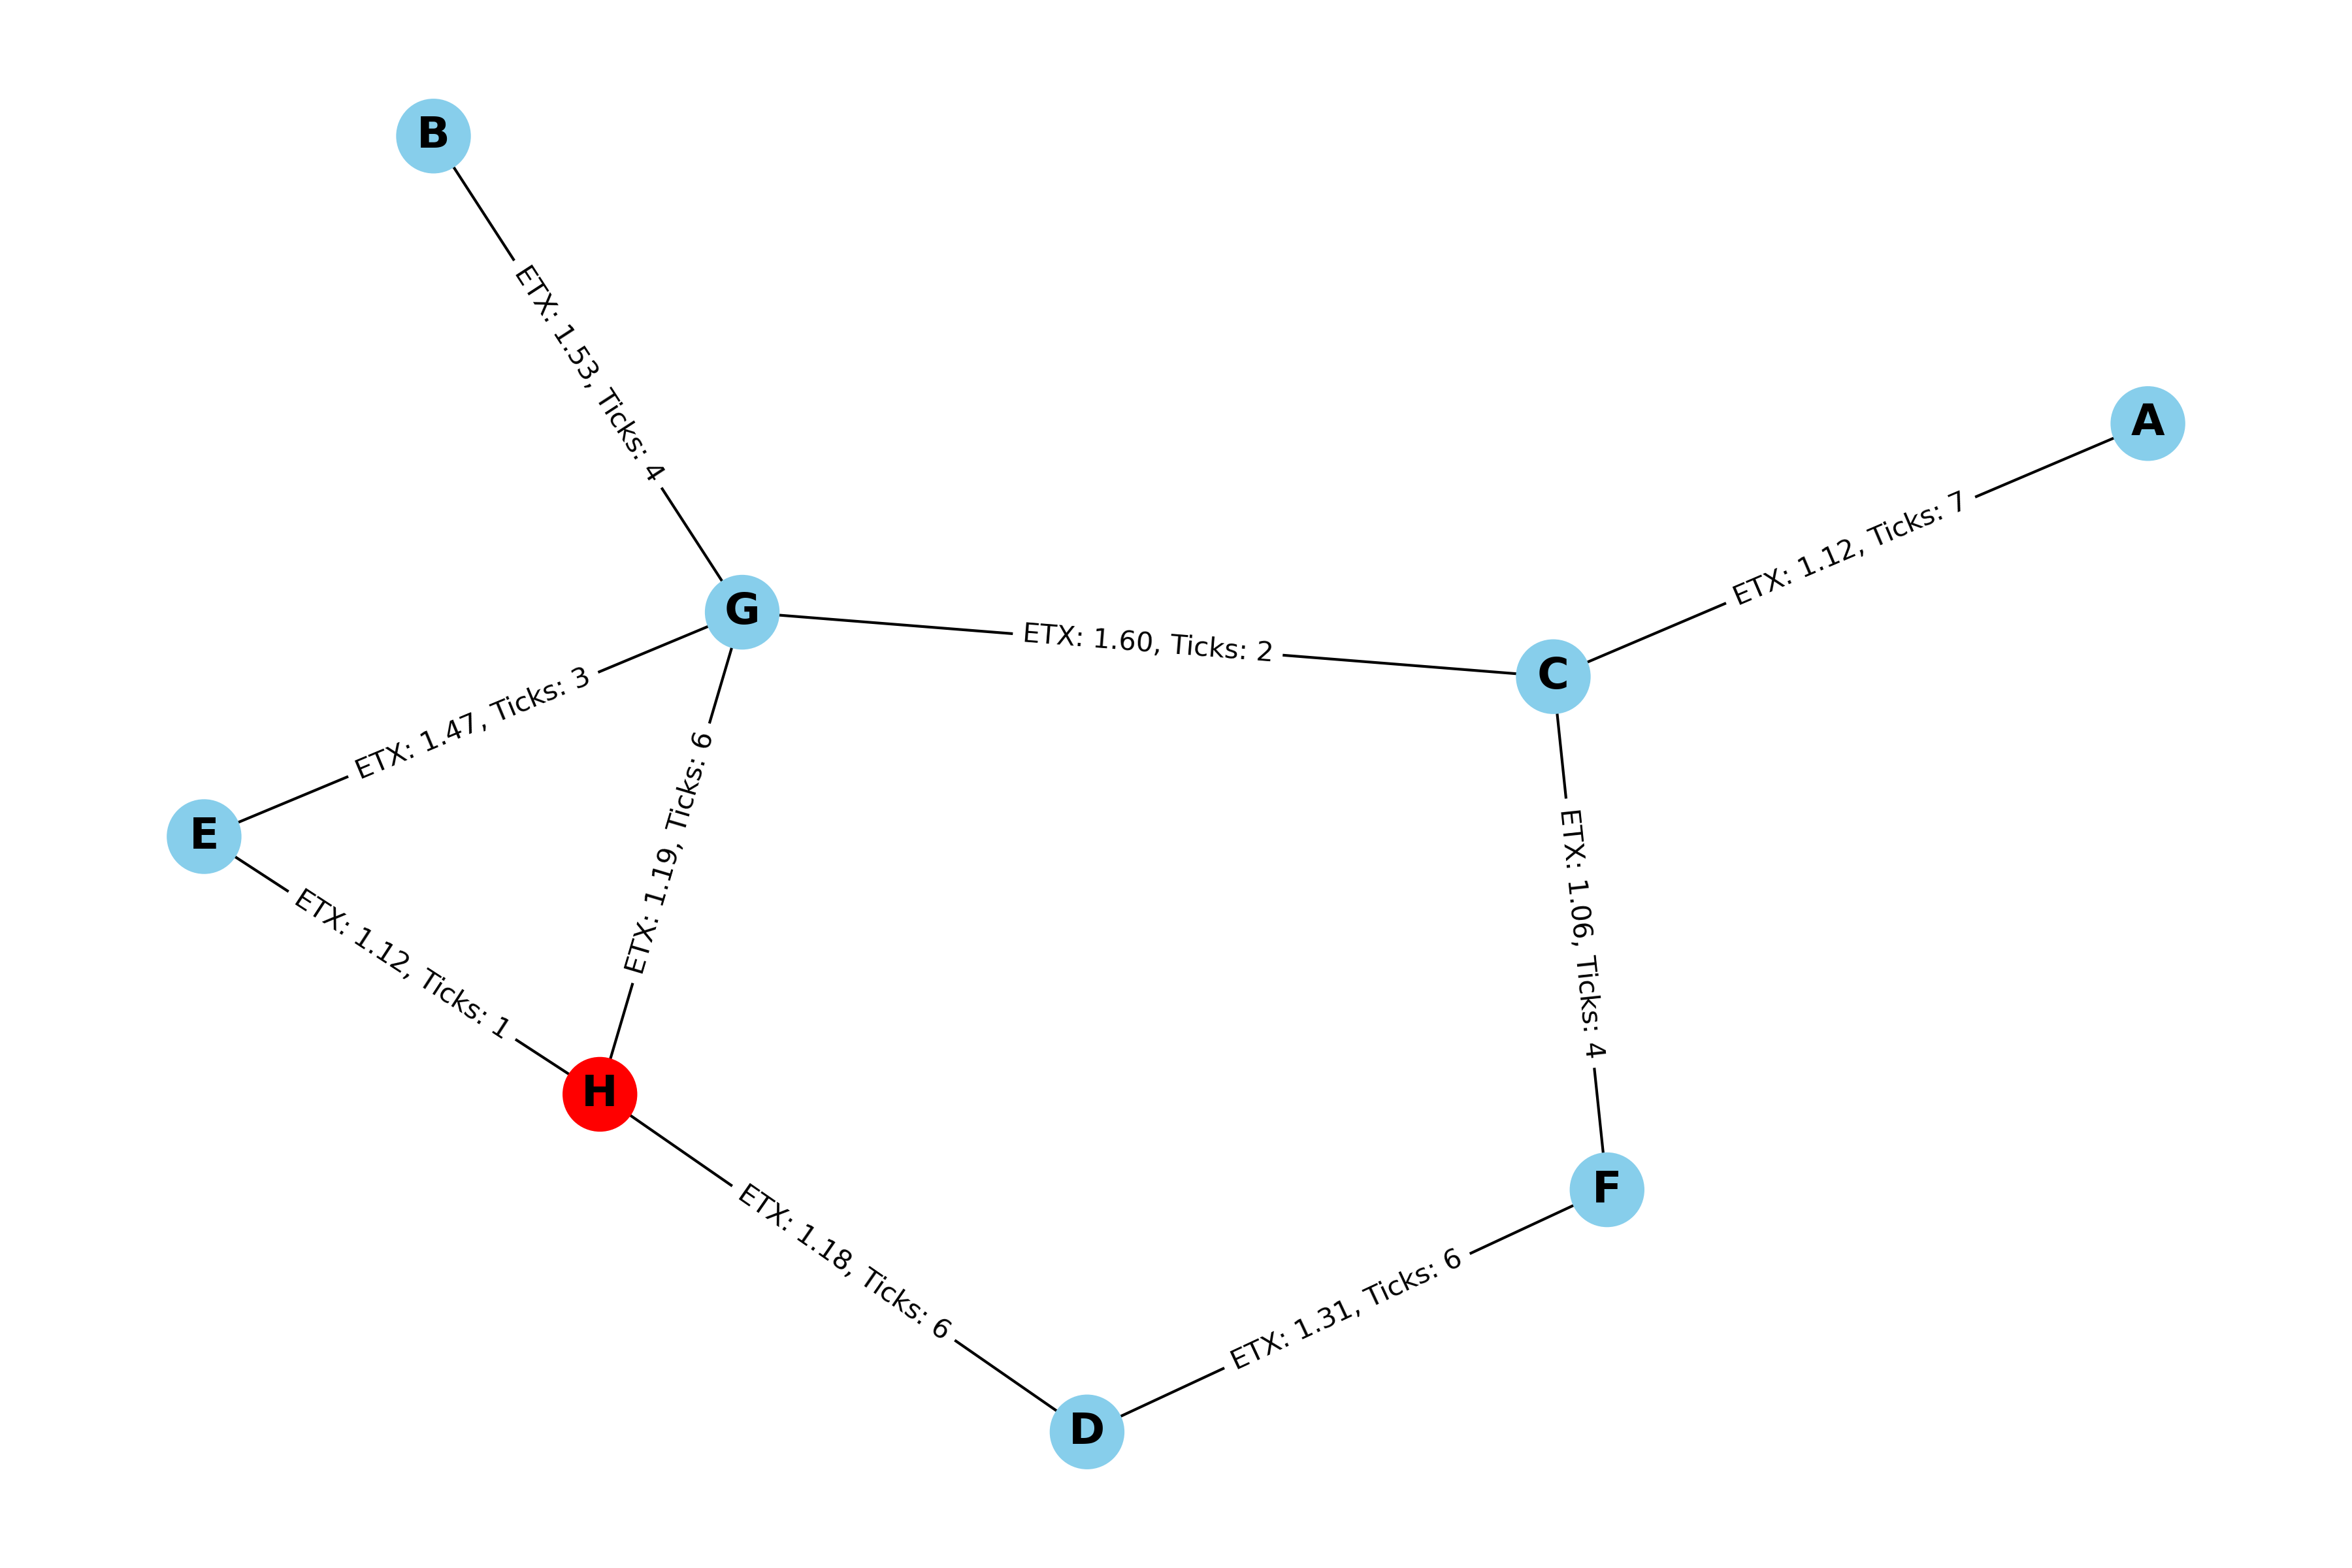 B
ETX: 1.53, Ticks: 4
A
ETX: 1.12, Ticks: 7
G
ETX: 1.60, Ticks: 2
C
ETX: 1.47, Ticks: 3
ETX: 1.19, Ticks: 6
E
ETX: 1.06, Ticks: 4
ETX: 1.12, Ticks: 1
H
F
ETX: 1.18, Ticks: 6
ETX: 1.31, Ticks: 6
D